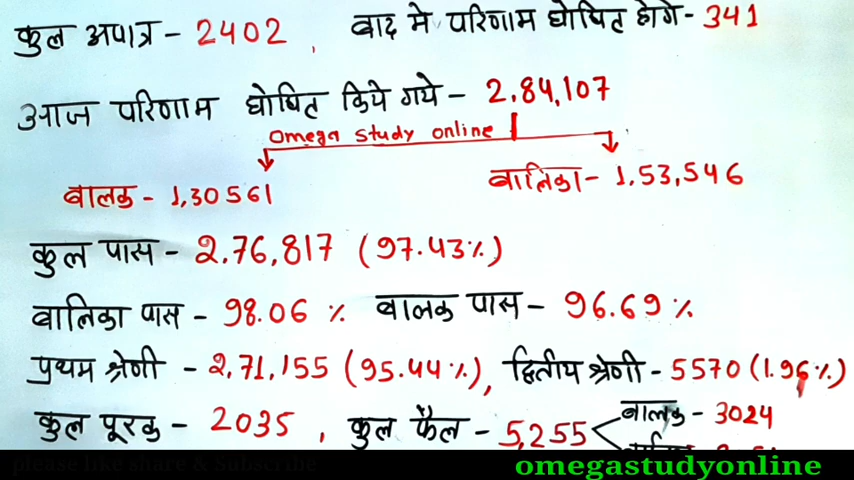 कुल अपात्र - 2402 , बाद मे परिणाम घोषित होगे - 341
आज परिणाम घोषित किये गये - 2,84,107
omega study online
बालक - 1,30561 बालिका - 1,53,546
कुल पास - 2,76,817 (97.43%)
बालिका पास - 98.06 % बालक पास - 96.69 %
प्रथम श्रेणी - 2,71,155 (95.44%), द्वितीय श्रेणी - 5570 (1.96%)
कुल पूरक - 2035 , कुल फैल - 5,255 बालक - 3024
please like share & Subscribe omegastudyonline